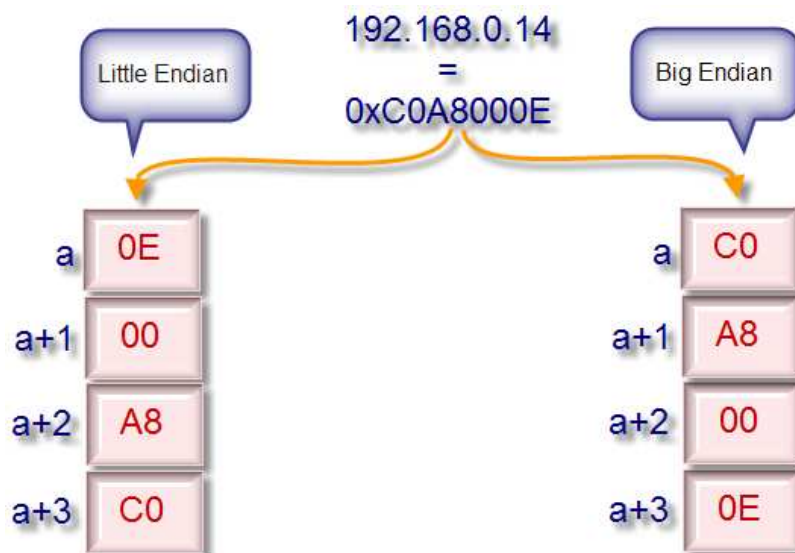 192.168.0.14
=
0xC0A8000E
Little Endian
Big Endian
a 0E
a+1 00
a+2 A8
a+3 C0
a C0
a+1 A8
a+2 00
a+3 0E